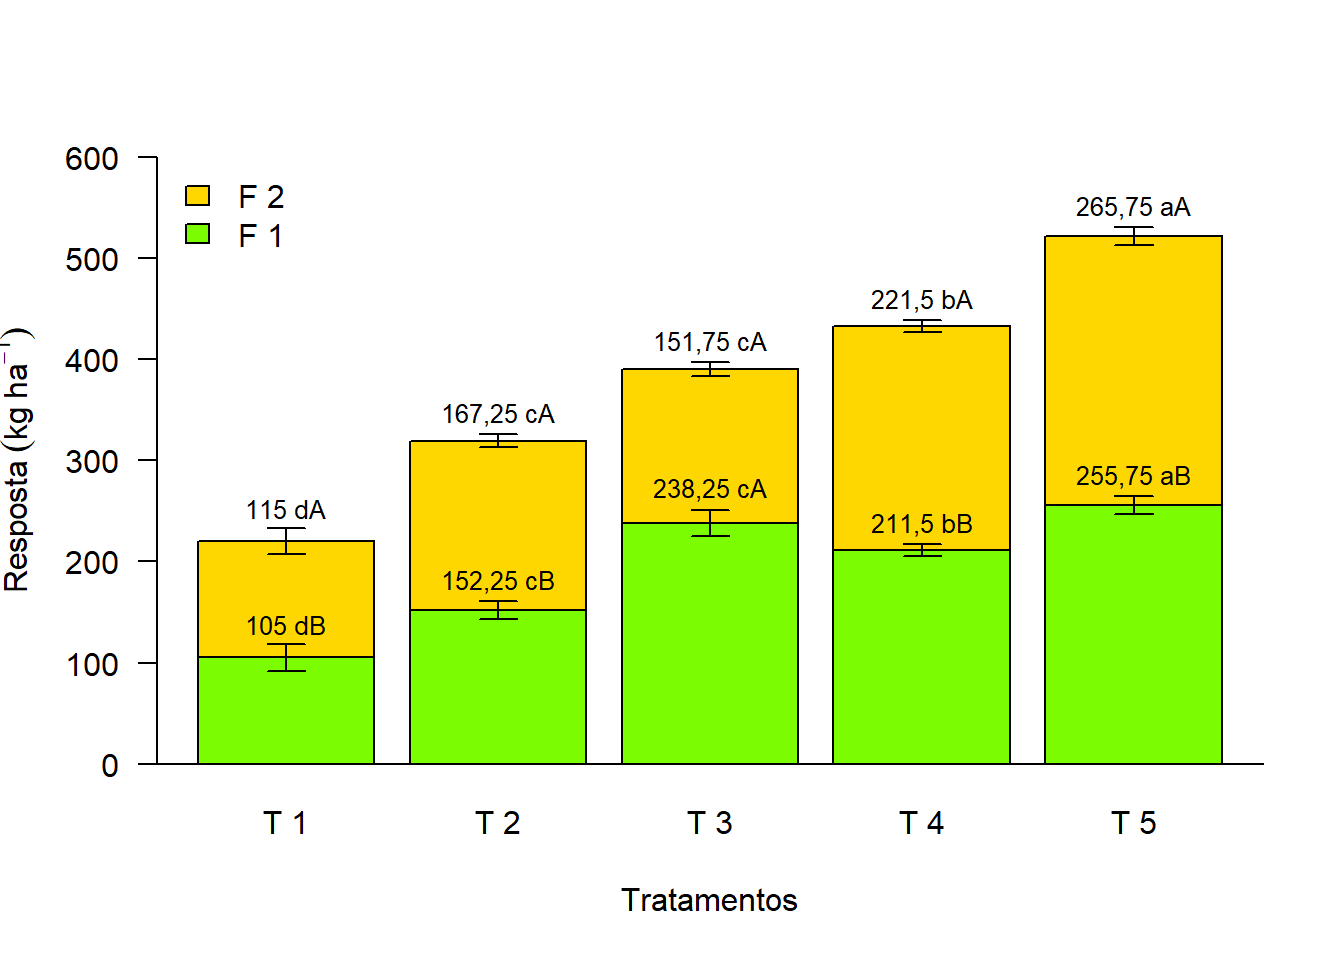 600
500
400
300
200
100
0
Resposta (kg ha⁻¹)
F 2
F 1
115 dA
105 dB
167,25 cA
152,25 cB
151,75 cA
238,25 cA
221,5 bA
211,5 bB
265,75 aA
255,75 aB
T 1
T 2
T 3
T 4
T 5
Tratamentos